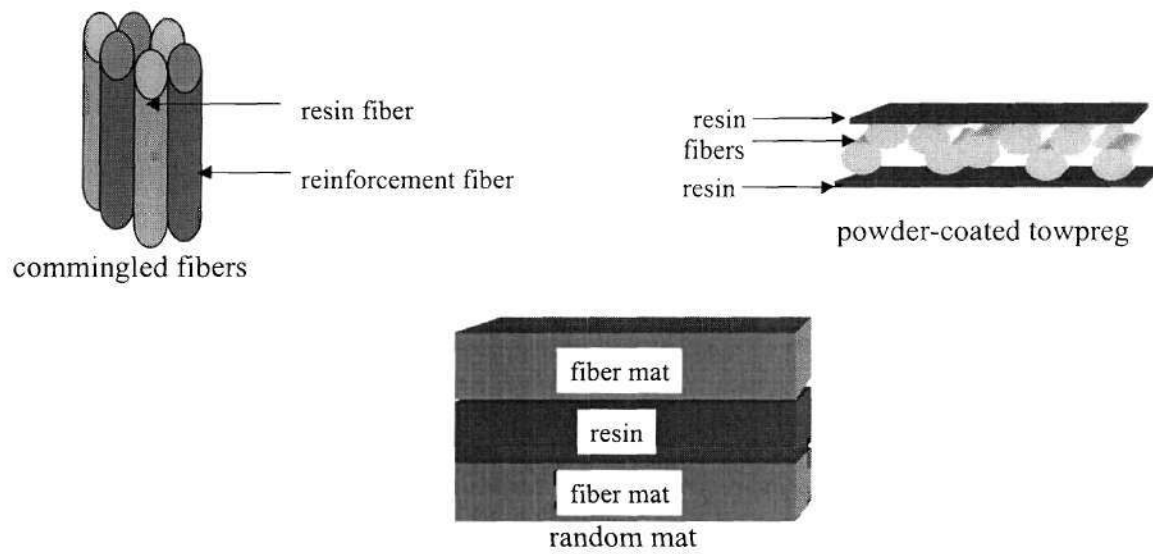 resin fiber
reinforcement fiber
commingled fibers
resin
fibers
resin
powder-coated towpreg
fiber mat
resin
fiber mat
random mat